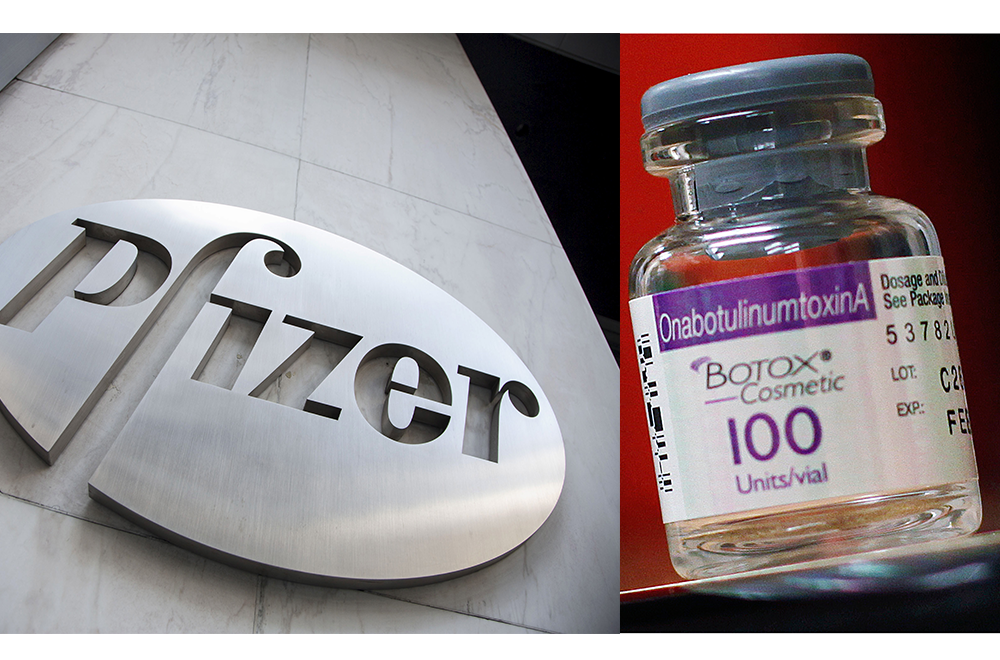 Pfizer
OnabotulinumtoxinA
BOTOX®
Cosmetic
100
Units/vial
Dosage and
See Package
LOT:
EXP.: